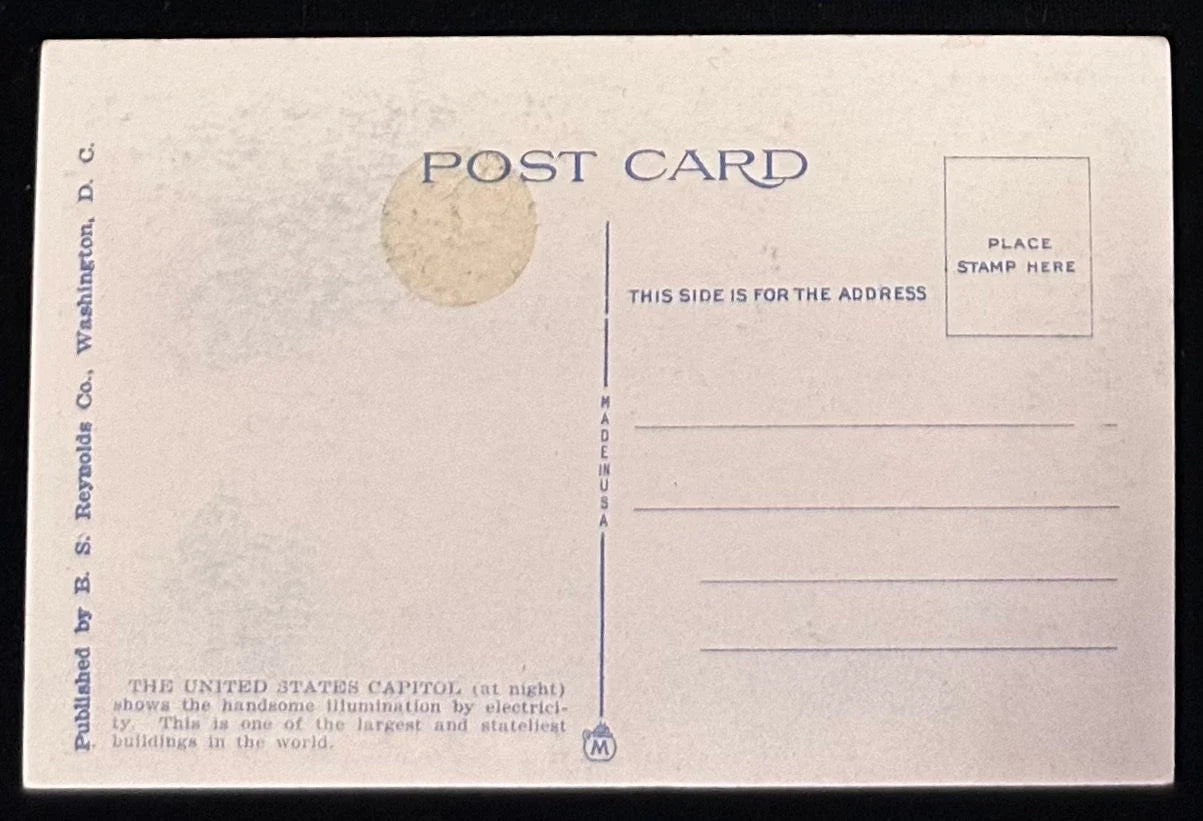 Published by B. S. Reynolds Co., Washington, D. C.
POST CARD
PLACE
STAMP HERE
THIS SIDE IS FOR THE ADDRESS
MADE IN USA
THE UNITED STATES CAPITOL (at night)
shows the handsome illumination by electrici-
ty. This is one of the largest and stateliest
buildings in the world.
M